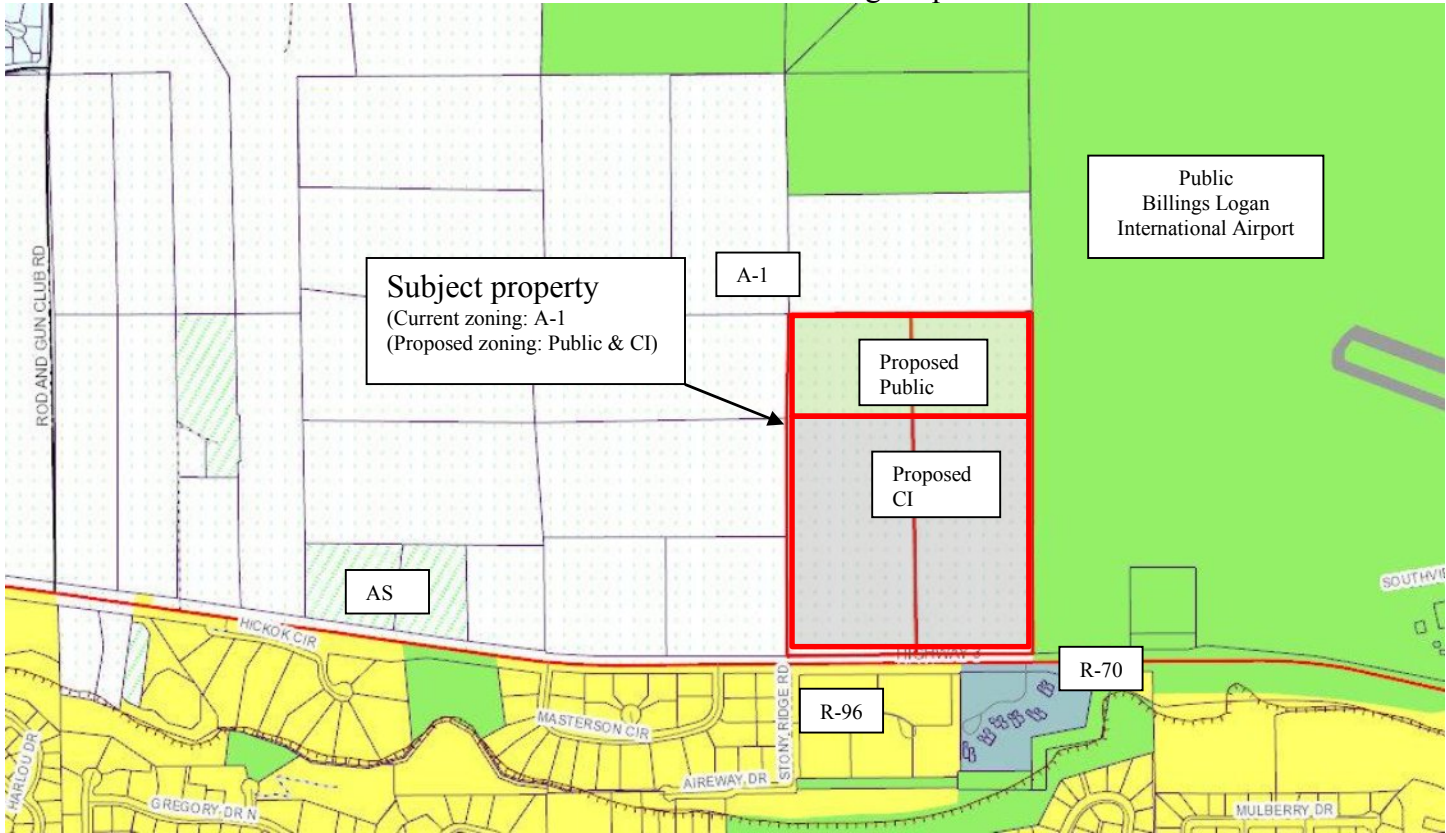 Public
Billings Logan
International Airport
A-1
Subject property
(Current zoning: A-1
(Proposed zoning: Public & CI)
ROD AND GUN CLUB RD
Proposed
Public
Proposed
CI
AS
HICKOK CIR
R-70
R-96
MASTERSON CIR
STONY RIDGE RD
AIREWAY DR
HARLOU DR
GREGORY DR N
MULBERRY DR